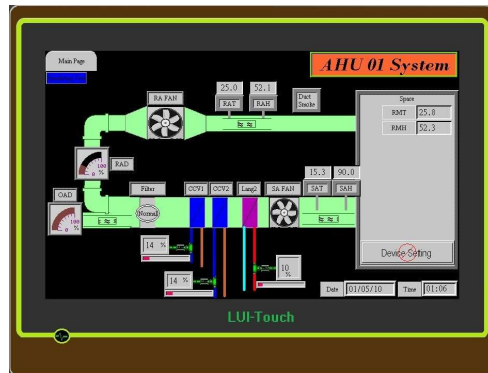 Main Page
AHU 01 System
RA.FAN
25.0
52.1
RAT
RAH
Duct
Smoke
Space
RMT 25.8
RMH 52.3
RAD
100
%
OAD
100
%
Filter
Normal
CCV1
CCV2
Lang2
SA FAN
15.3
90.0
SAT
SAH
14 %
14 %
10
%
Device Setting
Date 01/05/10 Time 01:06
LUI-Touch